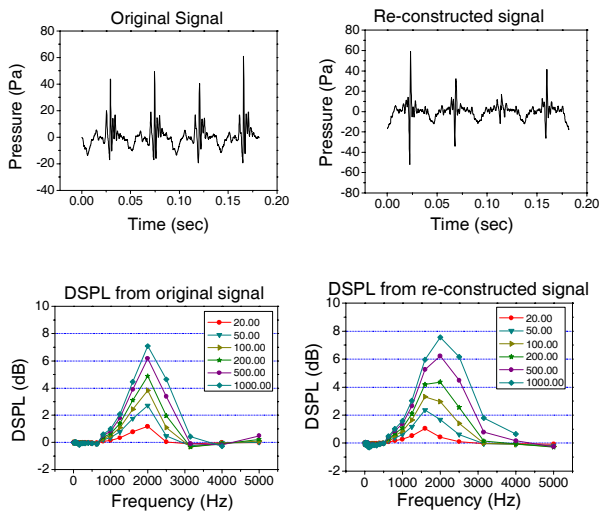 Original Signal
80
60
40
20
0
-20
-40
0.00 0.05 0.10 0.15 0.20
Pressure (Pa)
Time (sec)
Re-constructed signal
80
60
40
20
0
-20
-40
-60
-80
0.00 0.05 0.10 0.15 0.20
Pressure (Pa)
Time (sec)
DSPL from original signal
10
8
6
4
2
0
-2
0 1000 2000 3000 4000 5000
DSPL (dB)
Frequency (Hz)
20.00
50.00
100.00
200.00
500.00
1000.00
DSPL from re-constructed signal
10
8
6
4
2
0
-2
0 1000 2000 3000 4000 5000
DSPL (dB)
Frequency (Hz)
20.00
50.00
100.00
200.00
500.00
1000.00